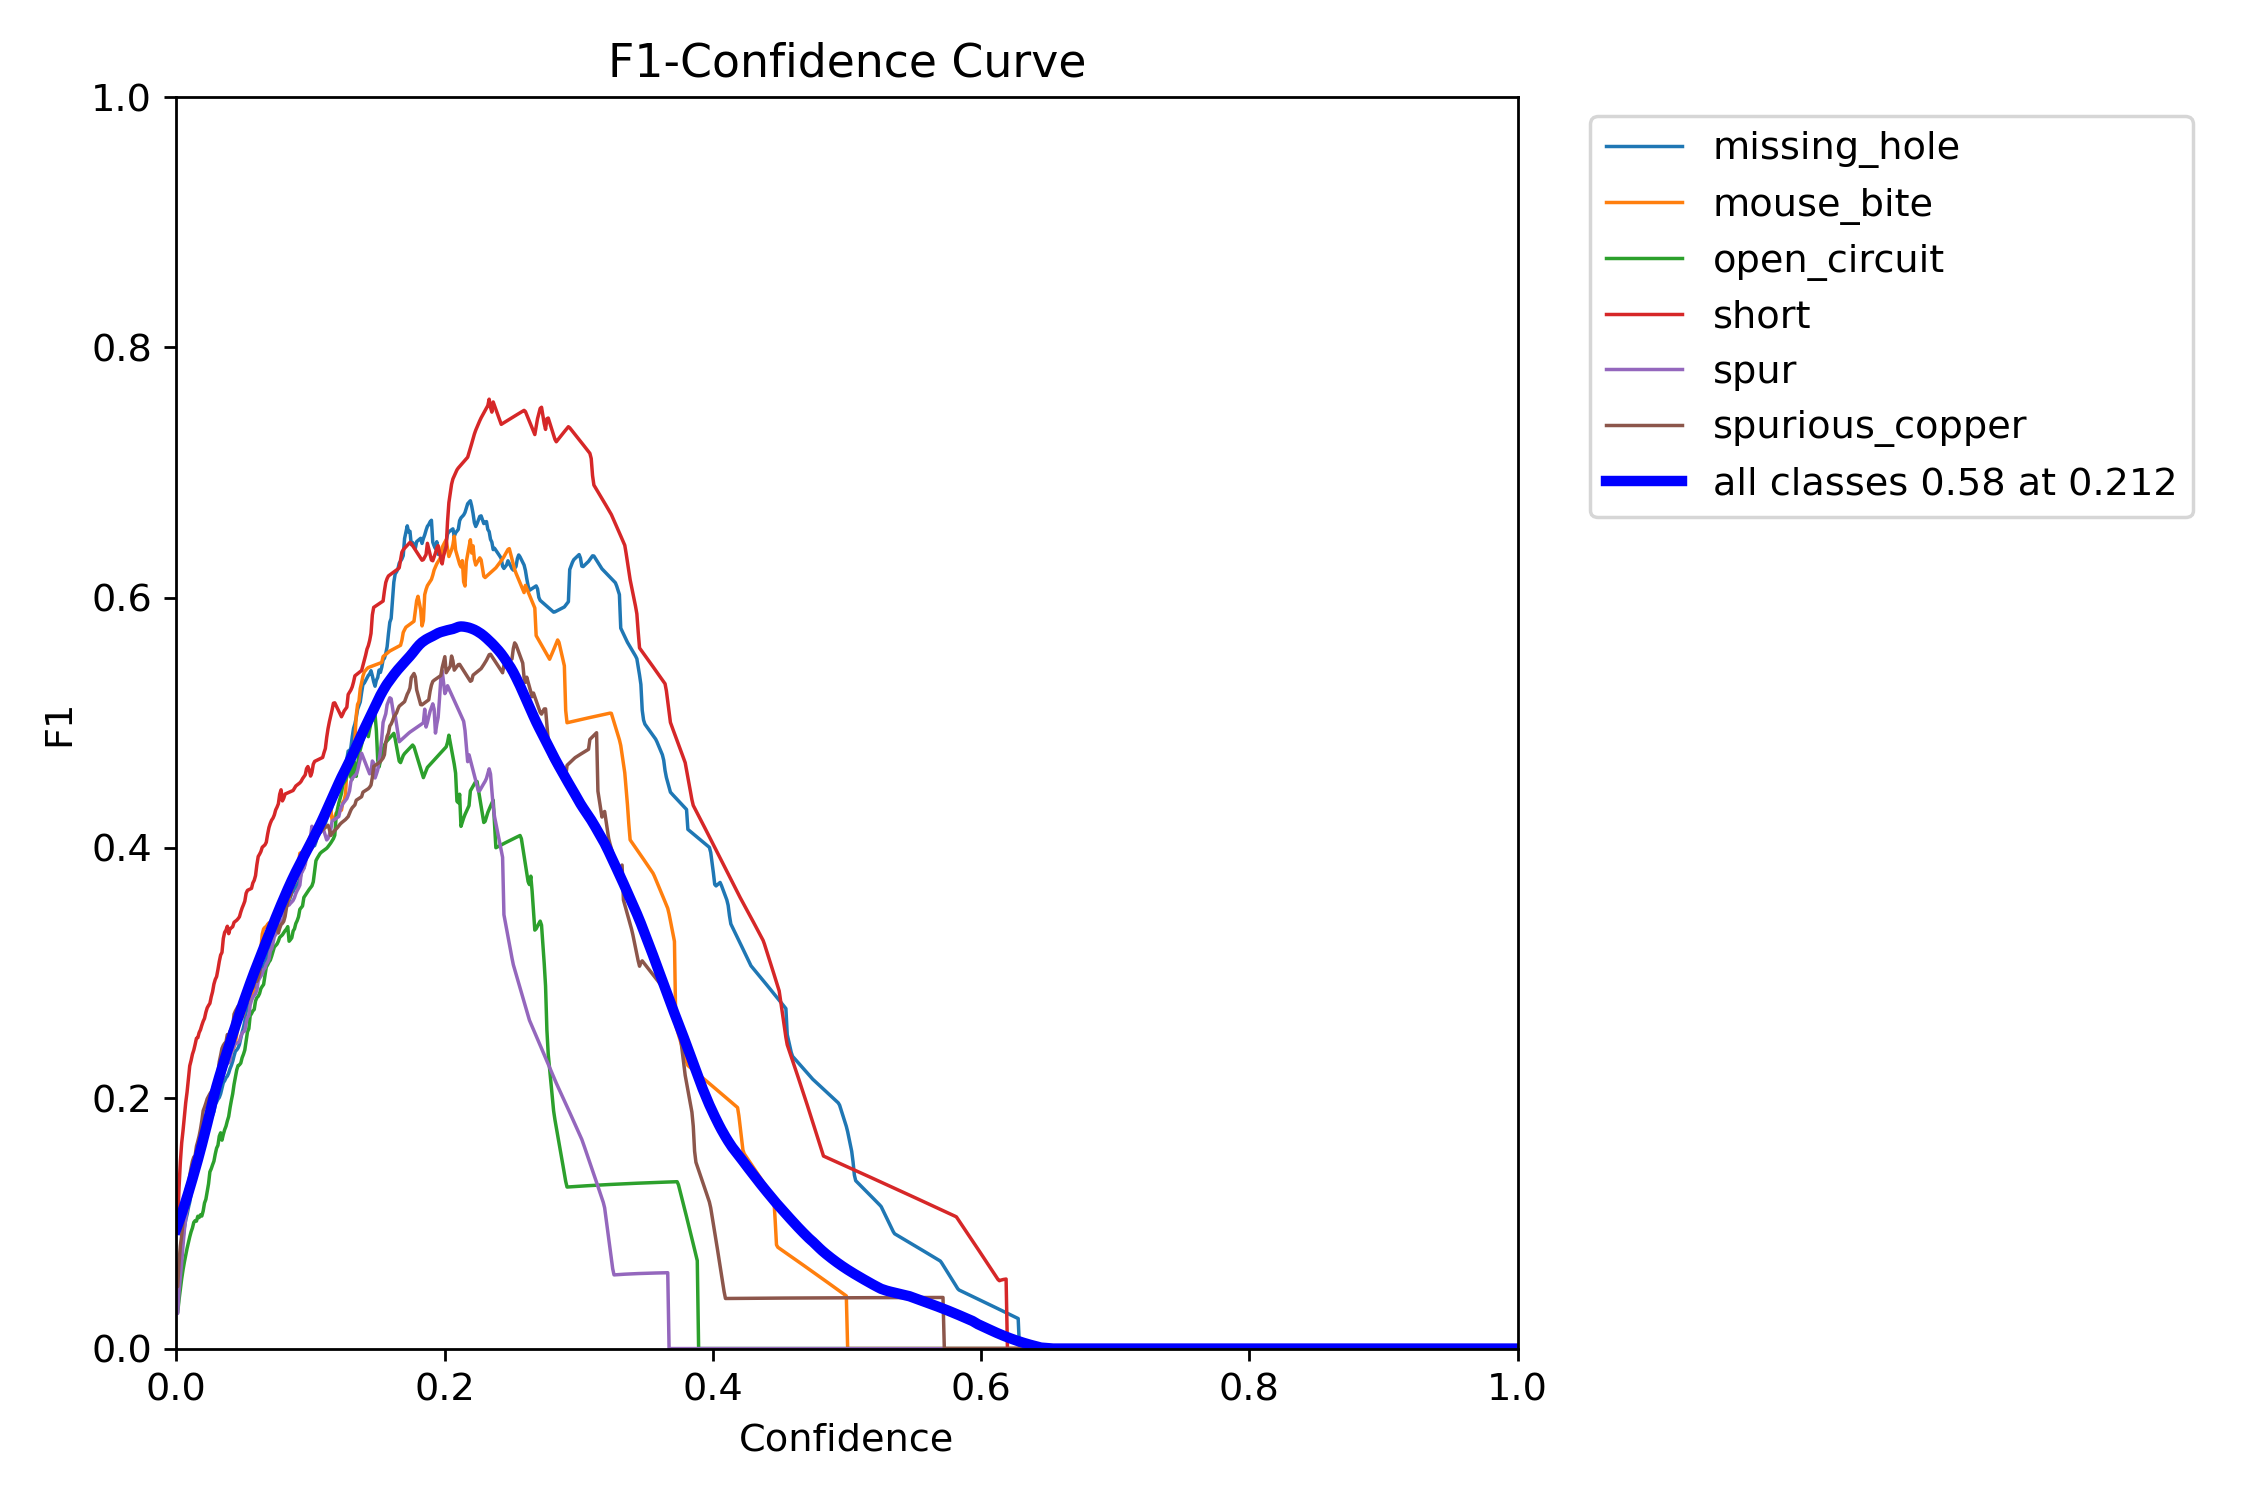 F1-Confidence Curve
1.0
0.8
0.6
0.4
0.2
0.0
F1
0.0 0.2 0.4 0.6 0.8 1.0
Confidence
missing_hole
mouse_bite
open_circuit
short
spur
spurious_copper
all classes 0.58 at 0.212